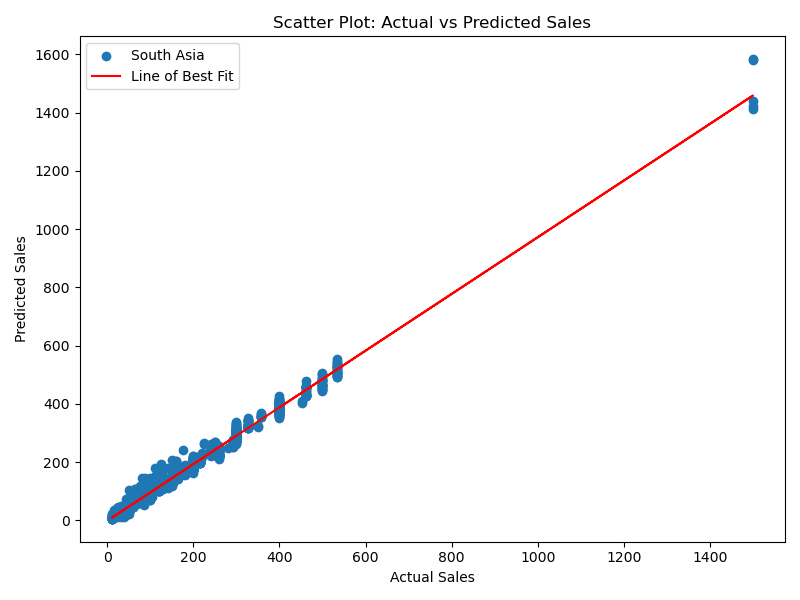 Scatter Plot: Actual vs Predicted Sales
South Asia
Line of Best Fit
Predicted Sales
1600
1400
1200
1000
800
600
400
200
0
0 200 400 600 800 1000 1200 1400
Actual Sales